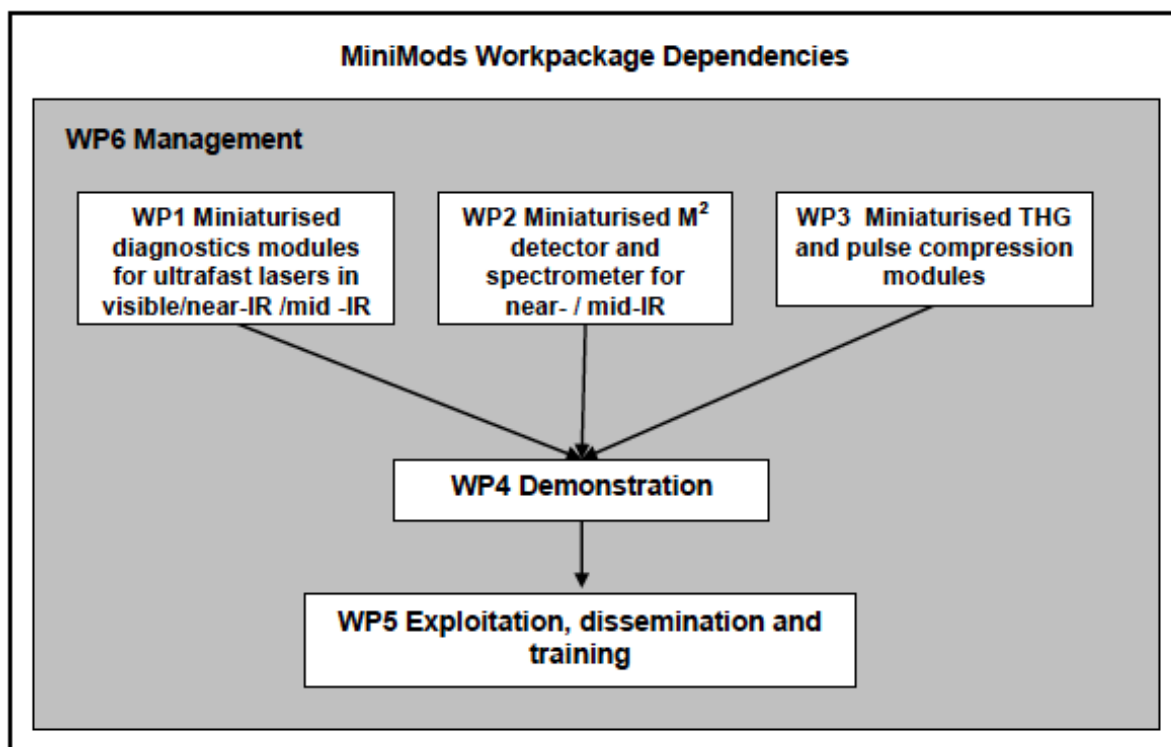 MiniMods Workpackage Dependencies
WP6 Management
WP1 Miniaturised
diagnostics modules
for ultrafast lasers in
visible/near-IR /mid -IR
WP2 Miniaturised M²
detector and
spectrometer for
near- / mid-IR
WP3 Miniaturised THG
and pulse compression
modules
WP4 Demonstration
WP5 Exploitation, dissemination and
training